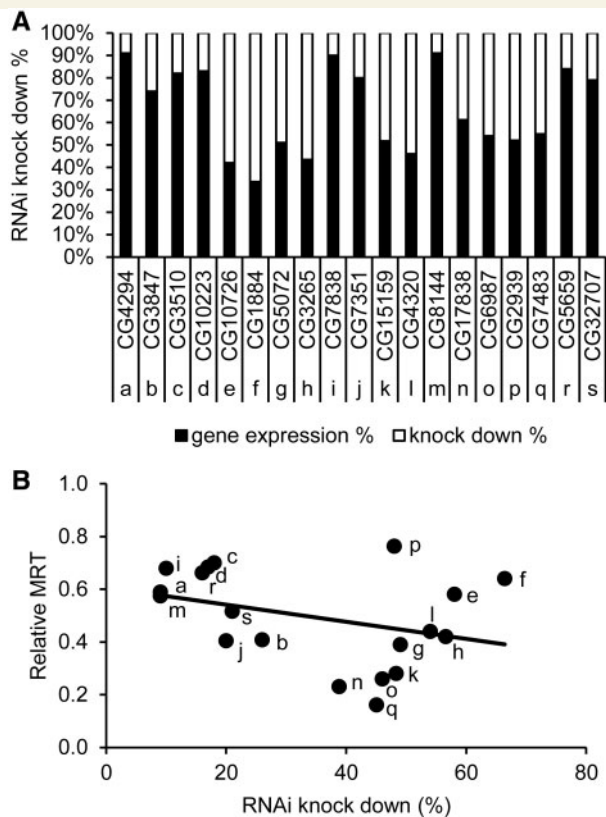 A
RNAi knock down %
100%
90%
80%
70%
60%
50%
40%
30%
20%
10%
0%
CG4294
CG3847
CG3510
CG10223
CG10726
CG1884
CG5072
CG3265
CG7838
CG7351
CG15159
CG4320
CG8144
CG17838
CG6987
CG2939
CG7483
CG5659
CG32707
a b c d e f g h i j k l m n o p q r s
gene expression % knock down %
B
Relative MRT
1.0
0.8
0.6
0.4
0.2
0.0
i
a
m
c
d
r
s
j
b
p
f
e
l
h
g
k
n
o
q
0 20 40 60 80
RNAi knock down (%)